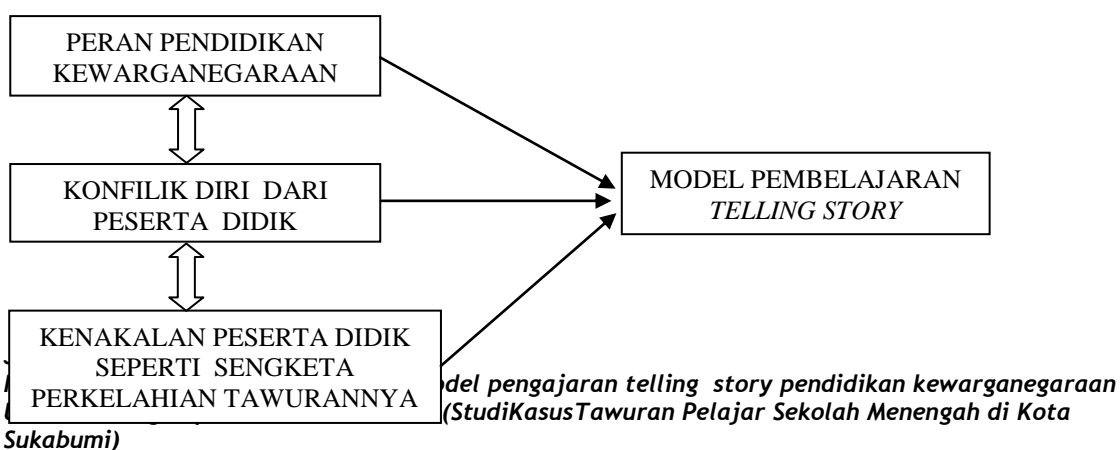 PERAN PENDIDIKAN
KEWARGANEGARAAN
KONFILIK DIRI DARI
PESERTA DIDIK
MODEL PEMBELAJARAN
TELLING STORY
KENAKALAN PESERTA DIDIK
SEPERTI SENGKETA
PERKELAHIAN TAWURANNYA
del pengajaran telling story pendidikan kewarganegaraan
(StudiKasusTawuran Pelajar Sekolah Menengah di Kota
Sukabumi)